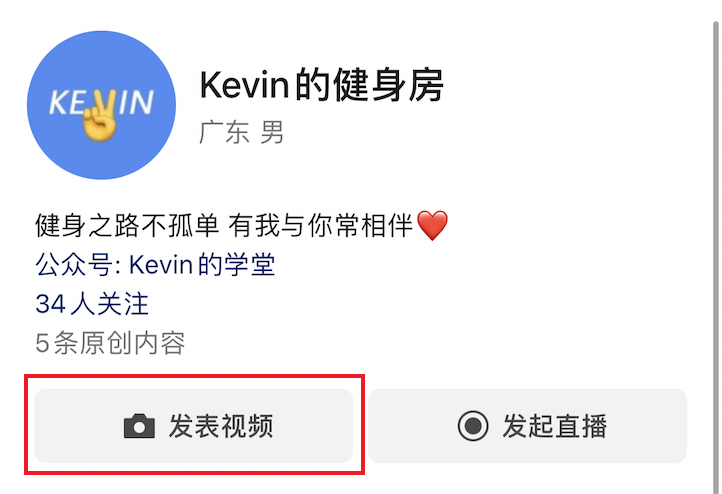 KEVIN
Kevin的健身房
广东 男
健身之路不孤单 有我与你常相伴❤️
公众号: Kevin的学堂
34人关注
5条原创内容
发表视频
发起直播